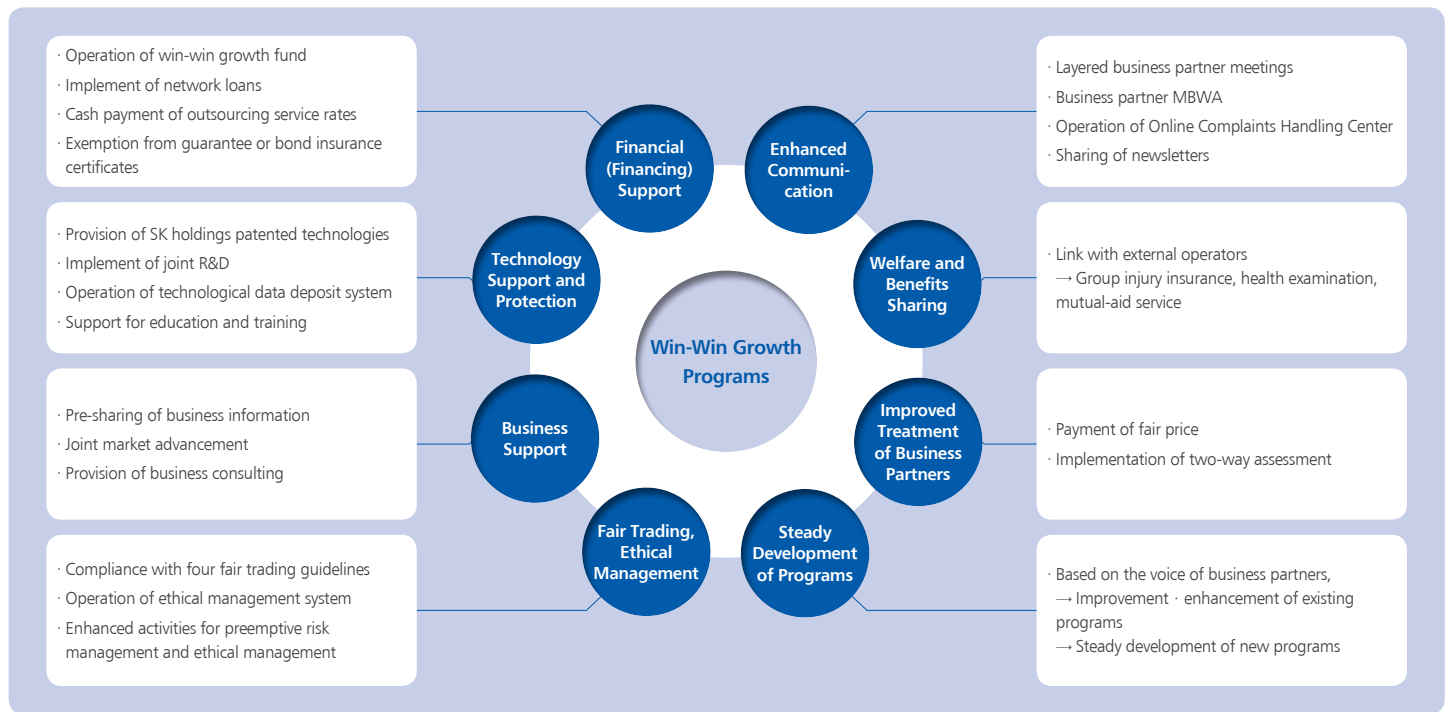 · Operation of win-win growth fund
· Implement of network loans
· Cash payment of outsourcing service rates
· Exemption from guarantee or bond insurance
certificates
· Provision of SK holdings patented technologies
· Implement of joint R&D
· Operation of technological data deposit system
· Support for education and training
· Pre-sharing of business information
· Joint market advancement
· Provision of business consulting
· Compliance with four fair trading guidelines
· Operation of ethical management system
· Enhanced activities for preemptive risk
management and ethical management
Financial
(Financing)
Support
Technology
Support and
Protection
Business
Support
Fair Trading,
Ethical
Management
Win-Win Growth
Programs
Enhanced
Communi-
cation
Welfare and
Benefits
Sharing
Improved
Treatment
of Business
Partners
Steady
Development
of Programs
· Layered business partner meetings
· Business partner MBWA
· Operation of Online Complaints Handling Center
· Sharing of newsletters
· Link with external operators
→ Group injury insurance, health examination,
mutual-aid service
· Payment of fair price
· Implementation of two-way assessment
· Based on the voice of business partners,
→ Improvement · enhancement of existing
programs
→ Steady development of new programs